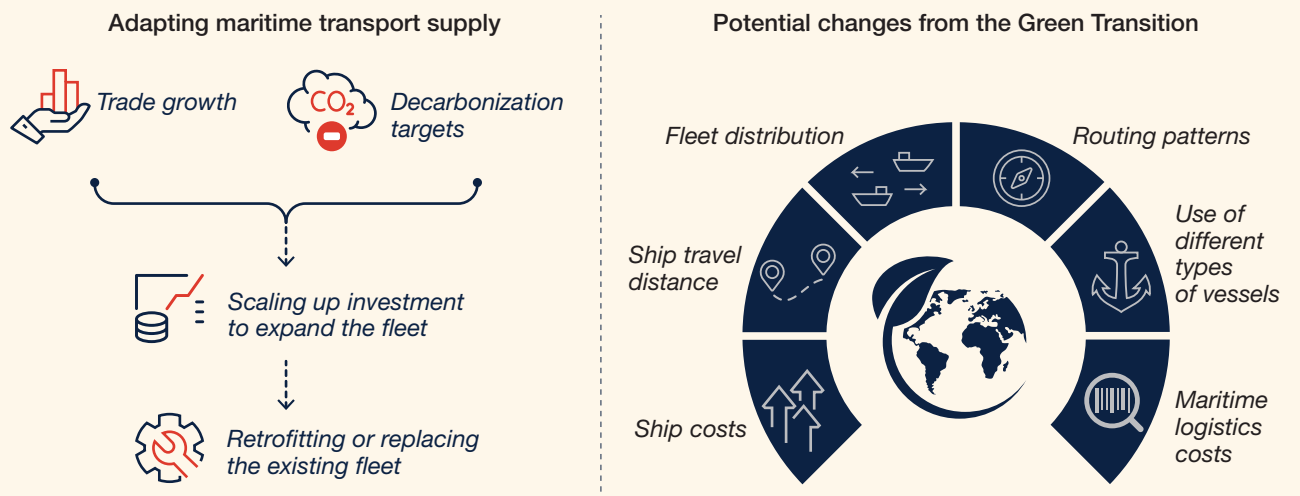 Adapting maritime transport supply
Trade growth
CO2
Decarbonization
targets
Scaling up investment
to expand the fleet
Retrofitting or replacing
the existing fleet
Potential changes from the Green Transition
Fleet distribution
Routing patterns
Ship travel
distance
Use of
different
types
of vessels
Ship costs
Maritime
logistics
costs